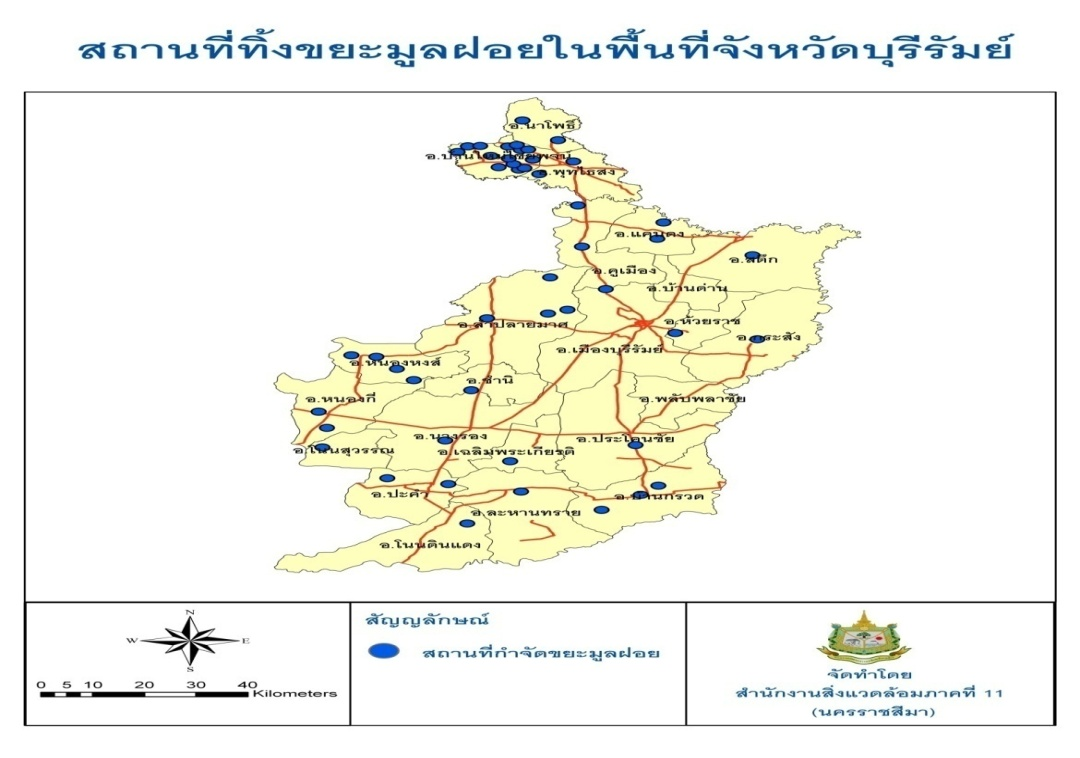 สถานที่ทิ้งขยะมูลฝอยในพื้นที่จังหวัดบุรีรัมย์
อ.นาโพธิ์
อ.พุทไธสง
อ.แคนดง
อ.สตึก
อ.คูเมือง
อ.บ้านด่าน
อ.ลำปลายมาศ
อ.ห้วยราช
อ.กระสัง
อ.เมืองบุรีรัมย์
อ.หนองหงส์
อ.ชำนิ
อ.หนองกี่
อ.พลับพลาชัย
อ.นางรอง
อ.ประโคนชัย
อ.โนนสุวรรณ
อ.เฉลิมพระเกียรติ
อ.ปะคำ
อ.บ้านกรวด
อ.ละหานทราย
อ.โนนดินแดง
N
W E
S
0 5 10 20 30 40
Kilometers
สัญญลักษณ์
สถานที่กำจัดขยะมูลฝอย
จัดทำโดย
สำนักงานสิ่งแวดล้อมภาคที่ 11
(นครราชสีมา)